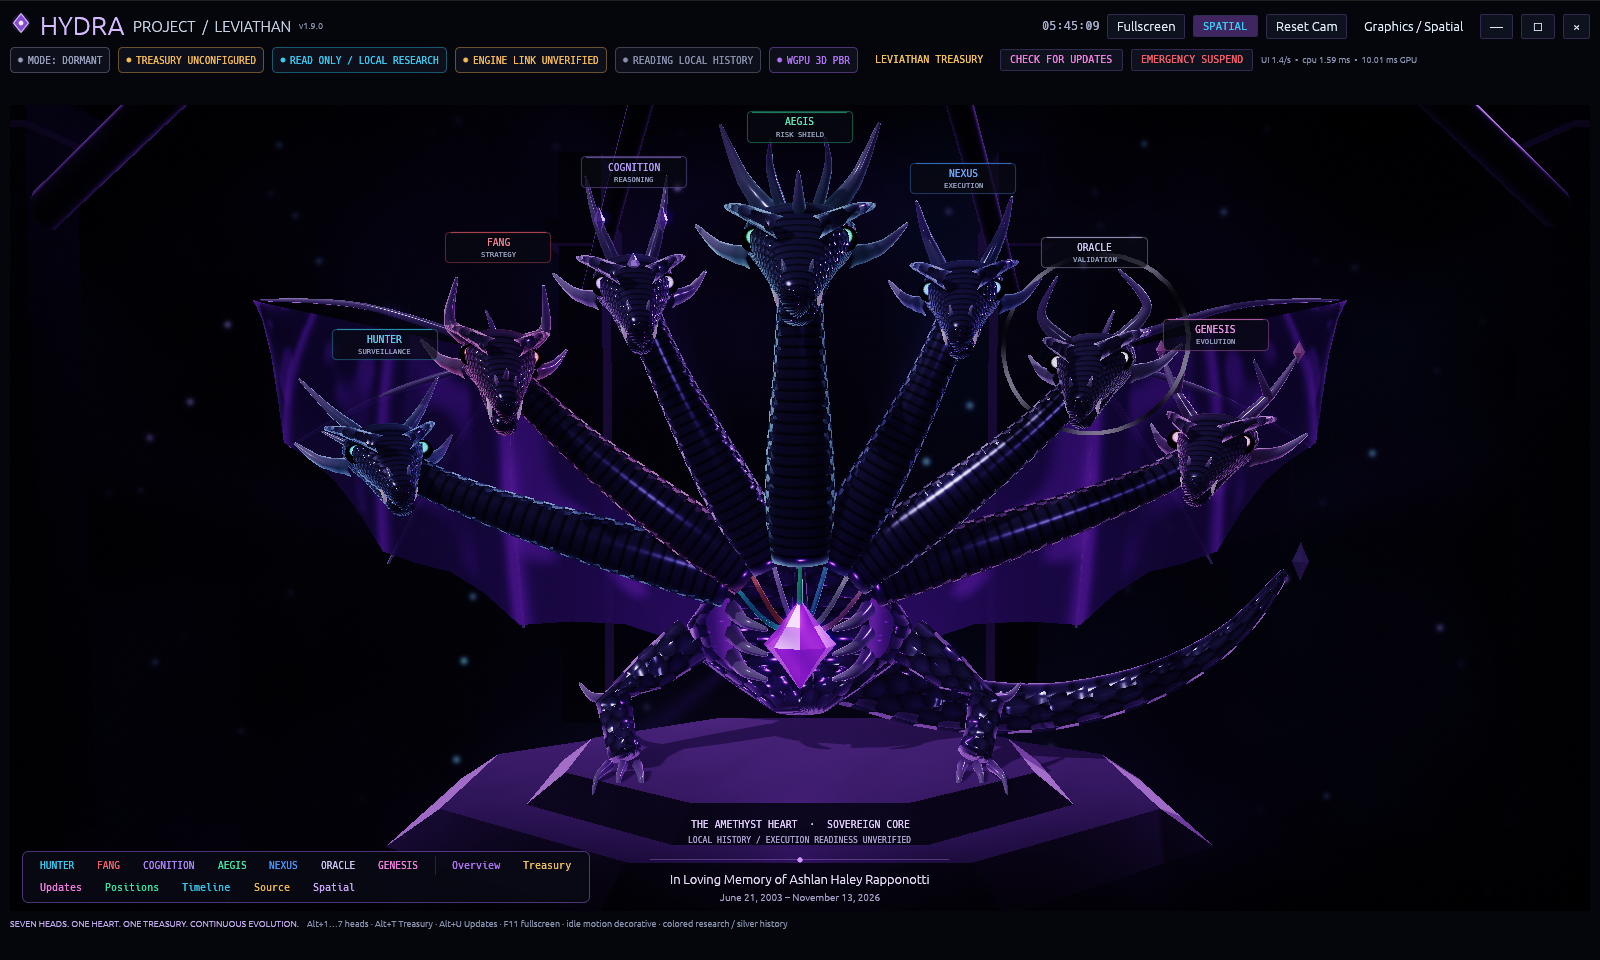 HYDRA PROJECT / LEVIATHAN v1.9.0
05:45:09 Fullscreen SPATIAL Reset Cam Graphics / Spatial — □ ×
MODE: DORMANT TREASURY UNCONFIGURED READ ONLY / LOCAL RESEARCH ENGINE LINK UNVERIFIED READING LOCAL HISTORY WGPU 3D PBR LEVIATHAN TREASURY CHECK FOR UPDATES EMERGENCY SUSPEND UI 1.4/s • cpu 1.59 ms • 10.01 ms GPU
AEGIS
RISK SHIELD
COGNITION
REASONING
NEXUS
EXECUTION
FANG
STRATEGY
ORACLE
VALIDATION
HUNTER
SURVEILLANCE
GENESIS
EVOLUTION
THE AMETHYST HEART · SOVEREIGN CORE
LOCAL HISTORY / EXECUTION READINESS UNVERIFIED
In Loving Memory of Ashlan Haley Rapponotti
June 21, 2003 – November 13, 2026
HUNTER FANG COGNITION AEGIS NEXUS ORACLE GENESIS Overview Treasury
Updates Positions Timeline Source Spatial
SEVEN HEADS. ONE HEART. ONE TREASURY. CONTINUOUS EVOLUTION. Alt+1...7 heads · Alt+T Treasury · Alt+U Updates · F11 fullscreen · idle motion decorative · colored research / silver history